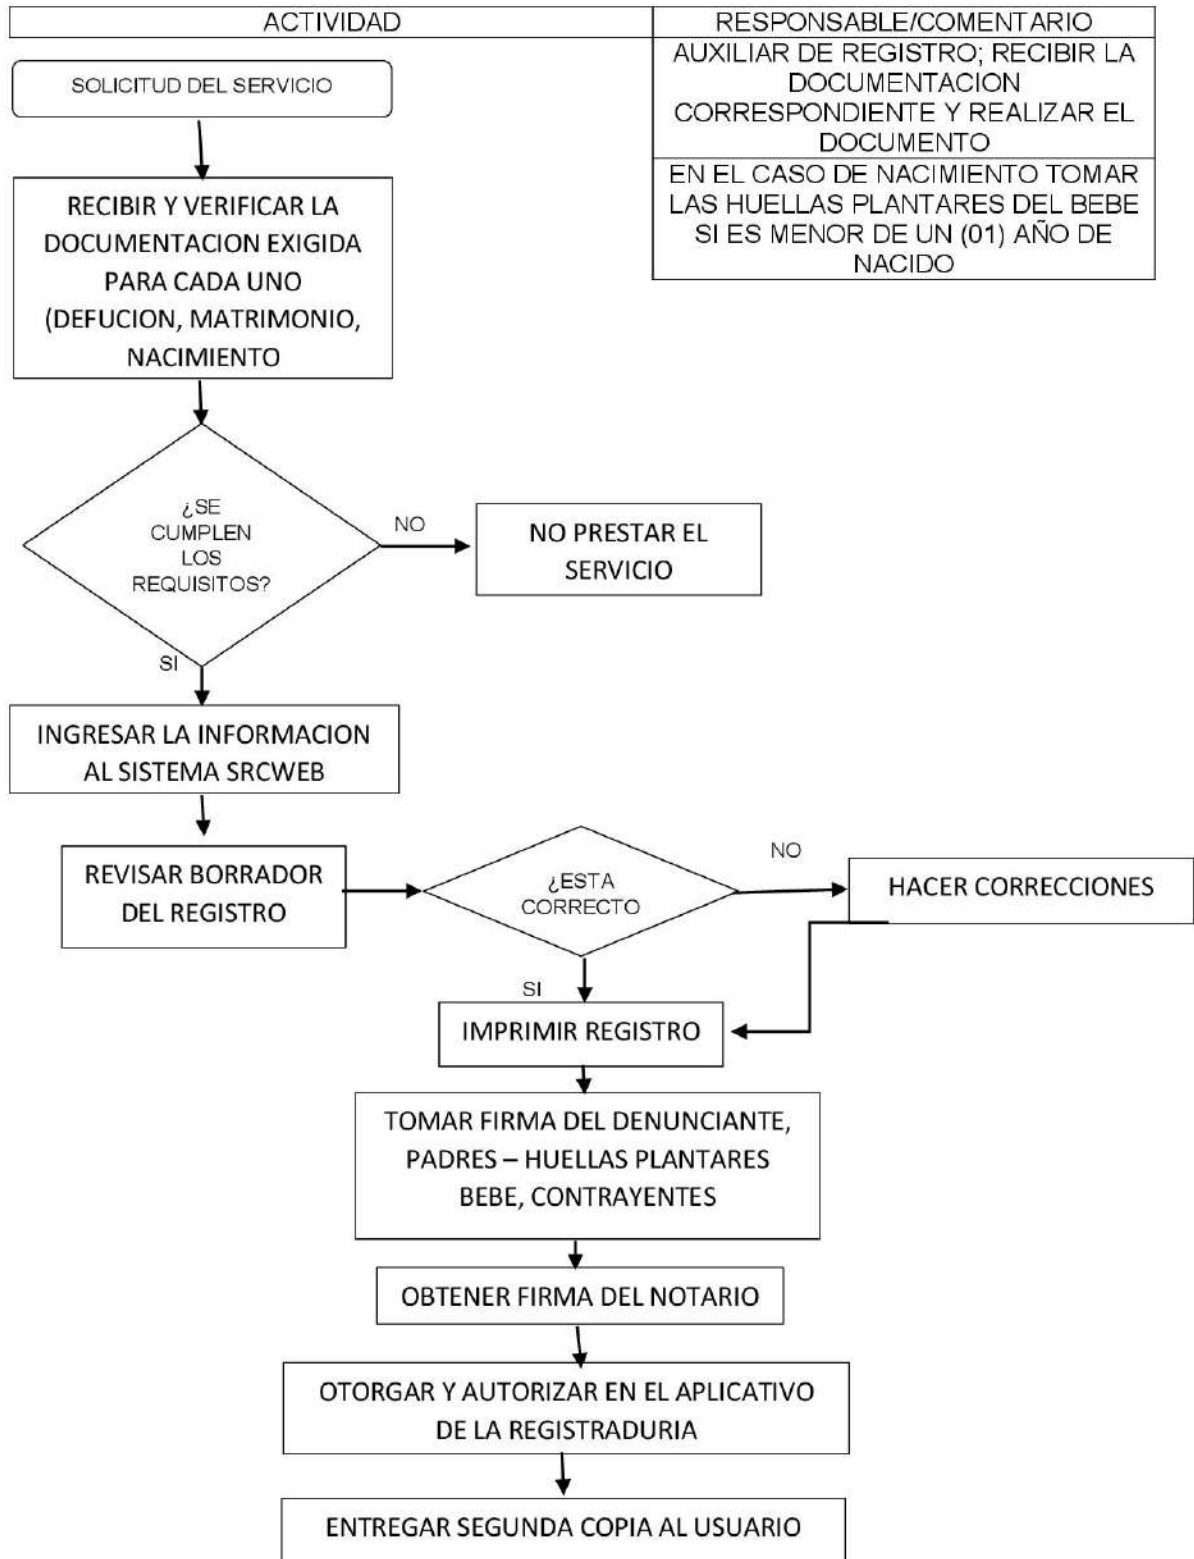 ACTIVIDAD
RESPONSABLE/COMENTARIO
SOLICITUD DEL SERVICIO
AUXILIAR DE REGISTRO; RECIBIR LA
DOCUMENTACION
CORRESPONDIENTE Y REALIZAR EL
DOCUMENTO
EN EL CASO DE NACIMIENTO TOMAR
LAS HUELLAS PLANTARES DEL BEBE
SI ES MENOR DE UN (01) AÑO DE
NACIDO
RECIBIR Y VERIFICAR LA
DOCUMENTACION EXIGIDA
PARA CADA UNO
(DEFUCION, MATRIMONIO,
NACIMIENTO
¿SE
CUMPLEN
LOS
REQUISITOS?
NO
NO PRESTAR EL
SERVICIO
SI
INGRESAR LA INFORMACION
AL SISTEMA SRCWEB
REVISAR BORRADOR
DEL REGISTRO
¿ESTA
CORRECTO
NO
HACER CORRECCIONES
SI
IMPRIMIR REGISTRO
TOMAR FIRMA DEL DENUNCIANTE,
PADRES – HUELLAS PLANTARES
BEBE, CONTRAYENTES
OBTENER FIRMA DEL NOTARIO
OTORGAR Y AUTORIZAR EN EL APLICATIVO
DE LA REGISTRADURIA
ENTREGAR SEGUNDA COPIA AL USUARIO